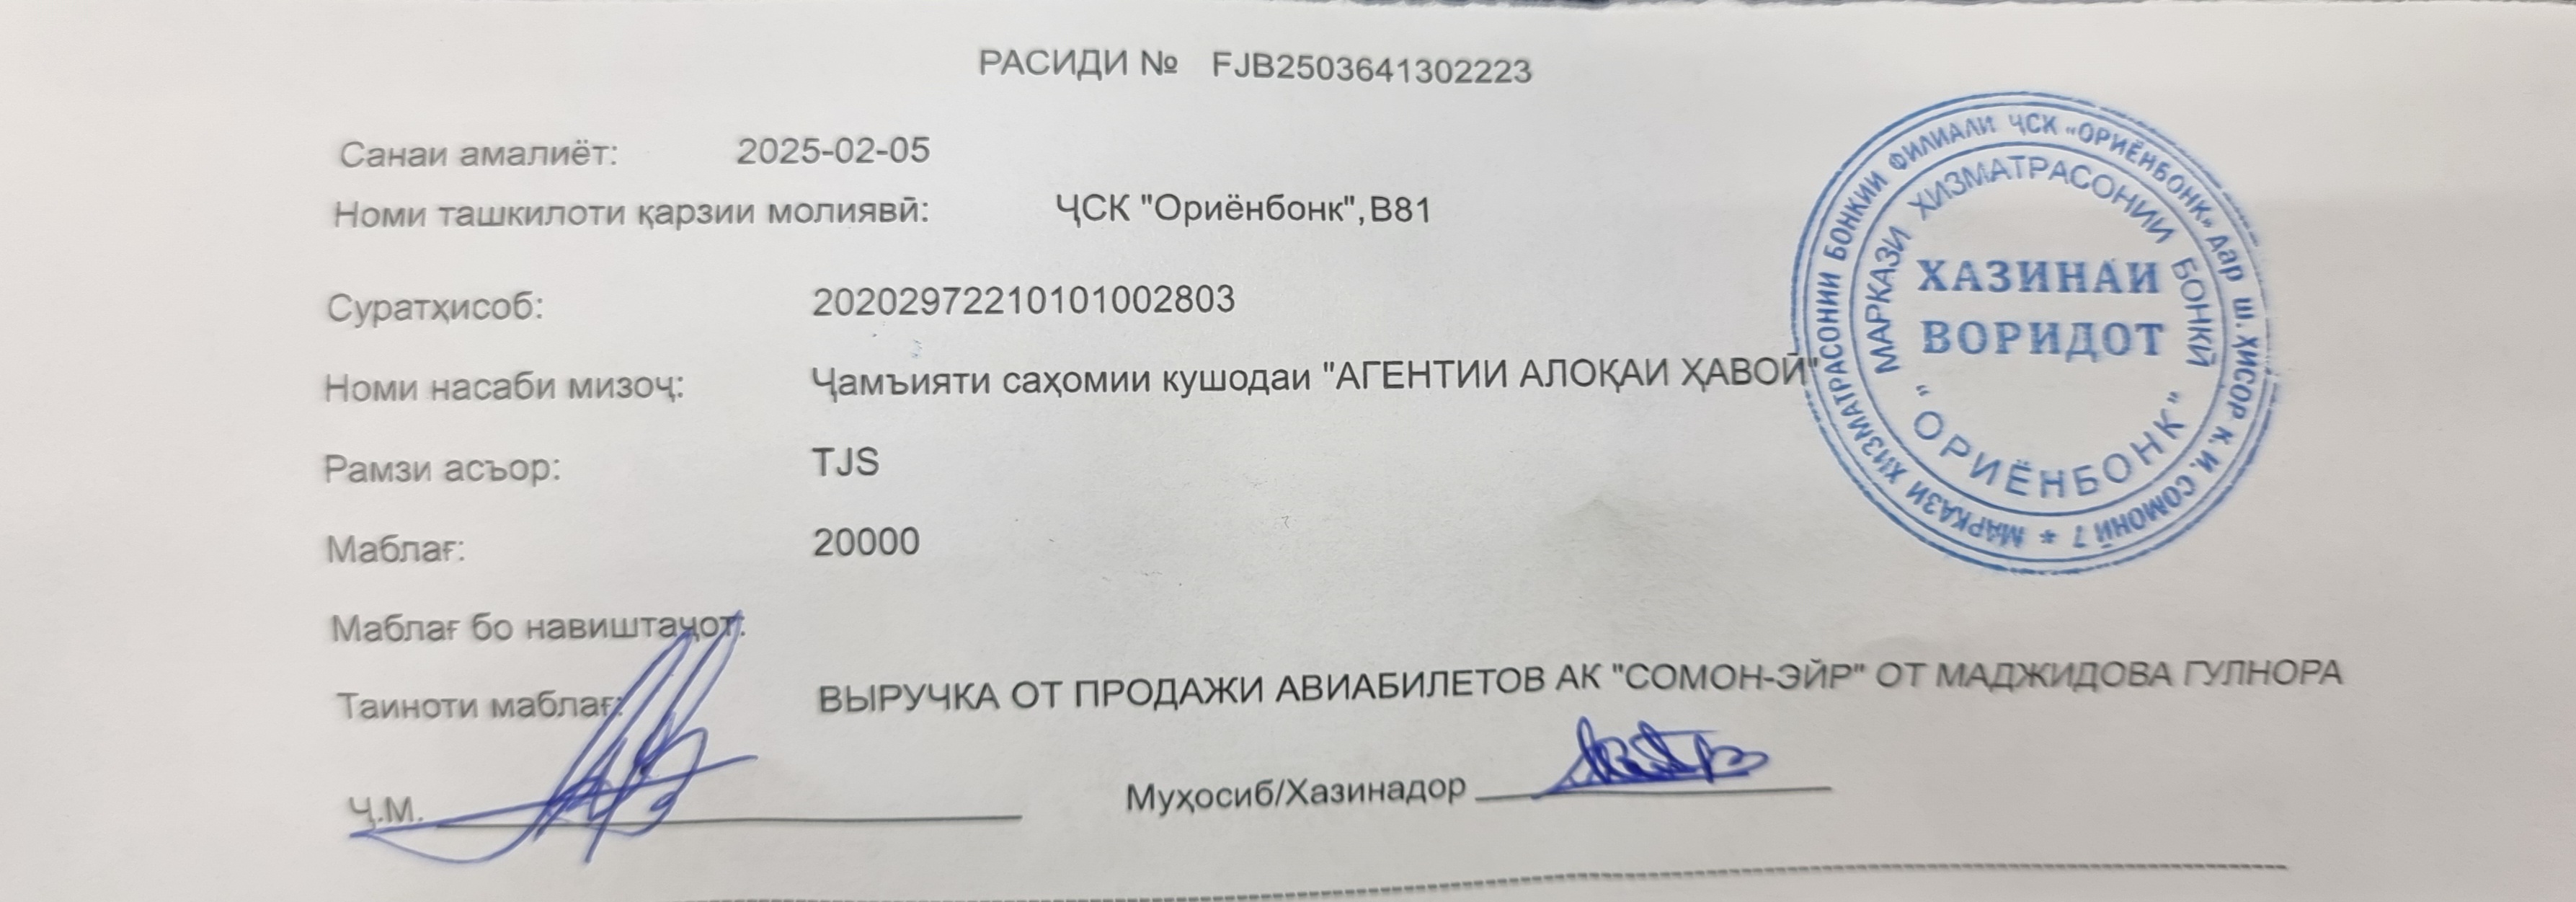 РАСИДИ № FJB2503641302223
Санаи амалиёт: 2025-02-05
Номи ташкилоти қарзии молиявӣ: ҶСК "Ориёнбонк",B81
Суратҳисоб: 20202972210101002803
Номи насаби мизоҷ: Ҷамъияти саҳомии кушодаи "АГЕНТИИ АЛОҚАИ ҲАВОӢ"
Рамзи асъор: TJS
Маблағ: 20000
Маблағ бо навиштаҷот:
Таиноти маблағ: ВЫРУЧКА ОТ ПРОДАЖИ АВИАБИЛЕТОВ АК "СОМОН-ЭЙР" ОТ МАДЖИДОВА ГУЛНОРА
Ҷ.М. Муҳосиб/Хазинадор
МАРКАЗИ ХИЗМАТРАСОНИИ БОНКИИ ФИЛИАЛИ ҶСК «ОРИЁНБОНК» дар ш. ҲИСОР К. И. СОМОНӢ 7 *
МАРКАЗИ ХИЗМАТРАСОНИИ БОНКӢ
"ОРИЁНБОНК"
ХАЗИНАИ
ВОРИДОТ